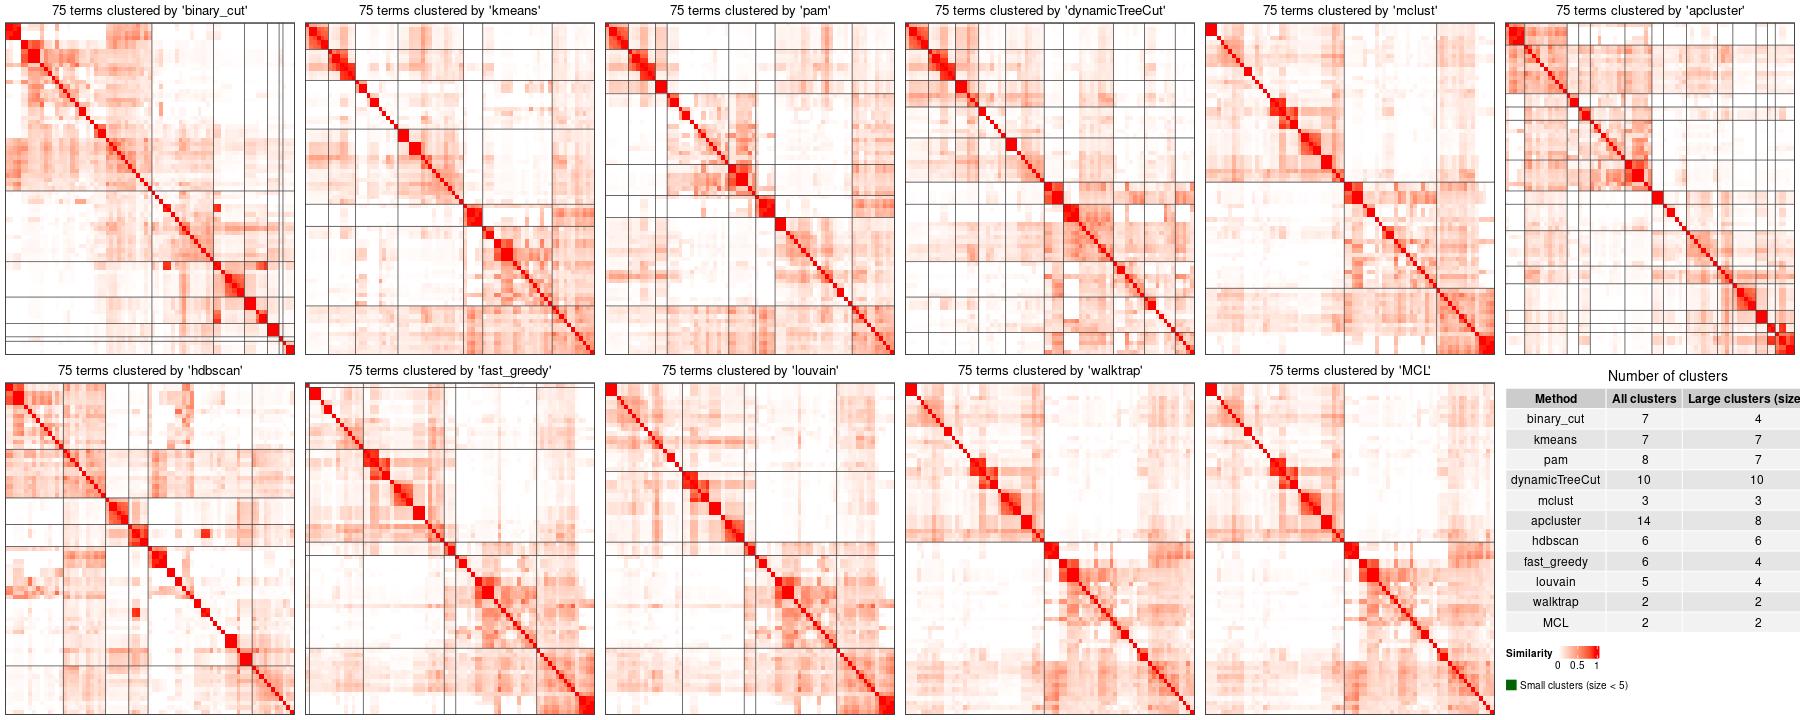 75 terms clustered by 'binary_cut'
75 terms clustered by 'kmeans'
75 terms clustered by 'pam'
75 terms clustered by 'dynamicTreeCut'
75 terms clustered by 'mclust'
75 terms clustered by 'apcluster'
75 terms clustered by 'hdbscan'
75 terms clustered by 'fast_greedy'
75 terms clustered by 'louvain'
75 terms clustered by 'walktrap'
75 terms clustered by 'MCL'
Number of clusters
Method All clusters Large clusters (size
binary_cut 7 4
kmeans 7 7
pam 8 7
dynamicTreeCut 10 10
mclust 3 3
apcluster 14 8
hdbscan 6 6
fast_greedy 6 4
louvain 5 4
walktrap 2 2
MCL 2 2
Similarity
0 0.5 1
Small clusters (size < 5)